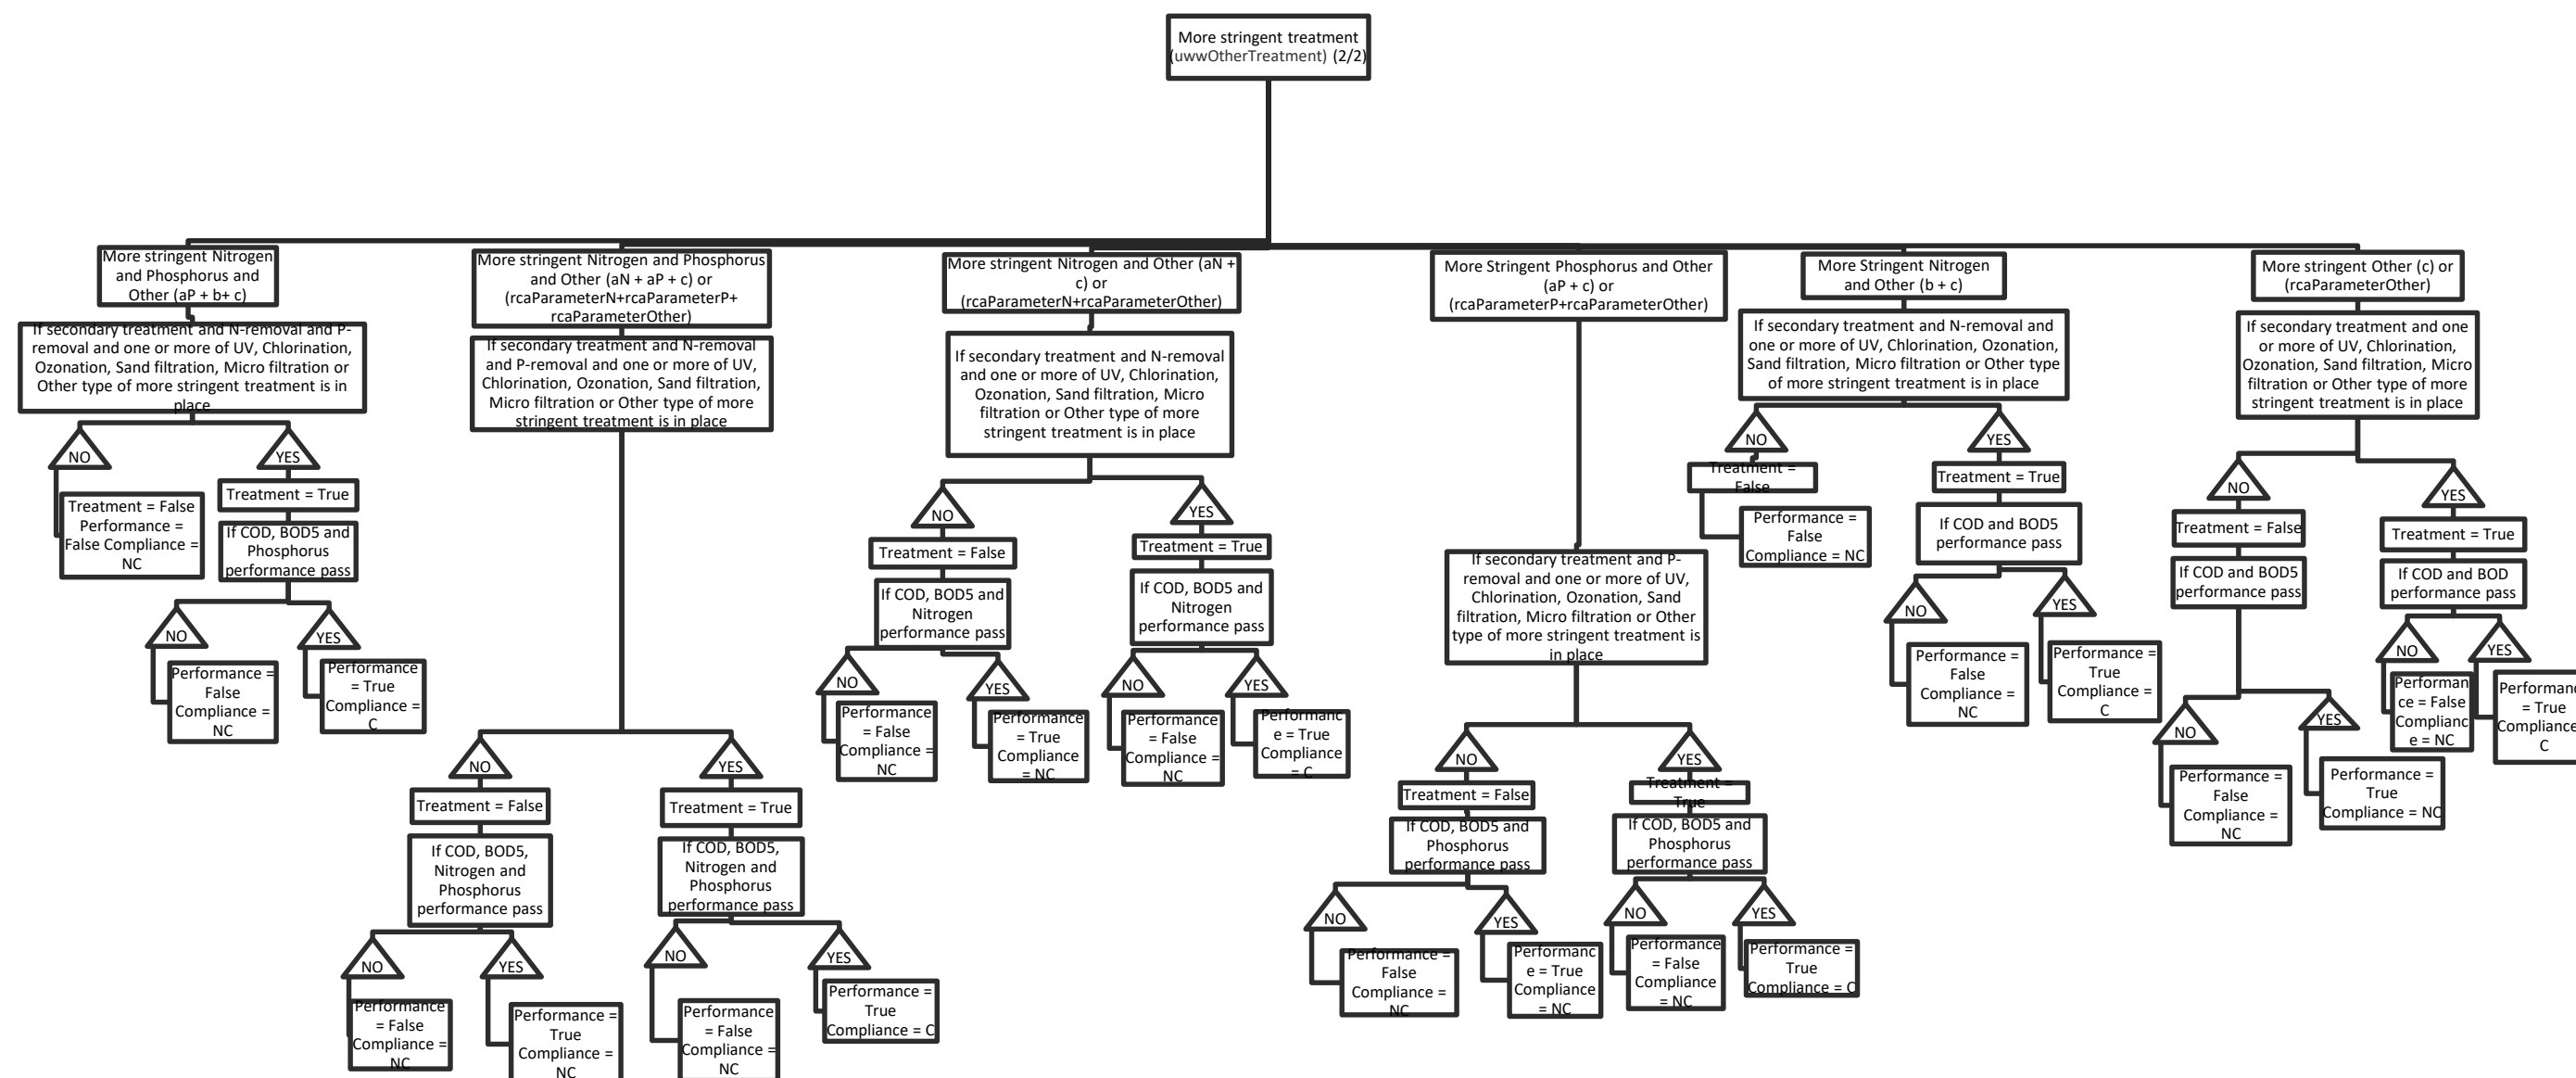 More stringent treatment
(uwwOtherTreatment) (2/2)
More stringent Nitrogen
and Phosphorus and
Other (aP + b+ c)
If secondary treatment and N-removal and P-
removal and one or more of UV, Chlorination,
Ozonation, Sand filtration, Micro filtration or
Other type of more stringent treatment is in
place
NO
Treatment = False
Performance =
False Compliance =
NC
YES
Treatment = True
If COD, BOD5 and
Phosphorus
performance pass
NO
Performance =
False
Compliance =
NC
YES
Performance
= True
Compliance =
C
More stringent Nitrogen and Phosphorus
and Other (aN + aP + c) or
(rcaParameterN+rcaParameterP+
rcaParameterOther)
If secondary treatment and N-removal
and P-removal and one or more of UV,
Chlorination, Ozonation, Sand filtration,
Micro filtration or Other type of more
stringent treatment is in place
NO
Treatment = False
If COD, BOD5,
Nitrogen and
Phosphorus
performance pass
NO
Performance
= False
Compliance =
NC
YES
Performance =
True
Compliance =
NC
YES
Treatment = True
If COD, BOD5,
Nitrogen and
Phosphorus
performance pass
NO
Performance
= False
Compliance =
NC
YES
Performance =
True
Compliance = C
More stringent Nitrogen and Other (aN +
c) or
(rcaParameterN+rcaParameterOther)
If secondary treatment and N-removal
and one or more of UV, Chlorination,
Ozonation, Sand filtration, Micro
filtration or Other type of more
stringent treatment is in place
NO
Treatment = False
If COD, BOD5 and
Nitrogen
performance pass
NO
Performance
= False
Compliance =
NC
YES
Performance
= True
Compliance
= NC
YES
Treatment = True
If COD, BOD5 and
Nitrogen
performance pass
NO
Performance
= False
Compliance =
NC
YES
Performanc
e = True
Compliance
= C
More Stringent Phosphorus and Other
(aP + c) or
(rcaParameterP+rcaParameterOther)
If secondary treatment and P-
removal and one or more of UV,
Chlorination, Ozonation, Sand
filtration, Micro filtration or Other
type of more stringent treatment is
in place
NO
Treatment = False
If COD, BOD5 and
Phosphorus
performance pass
NO
Performance =
False
Compliance =
NC
YES
Performanc
e = True
Compliance
= NC
YES
Treatment =
True
If COD, BOD5 and
Phosphorus
performance pass
NO
Performance
= False
Compliance
= NC
YES
Performance =
True
Compliance = C
More Stringent Nitrogen
and Other (b + c)
If secondary treatment and N-removal and
one or more of UV, Chlorination, Ozonation,
Sand filtration, Micro filtration or Other type
of more stringent treatment is in place
NO
Treatment =
False
Performance =
False
Compliance = NC
YES
Treatment = True
If COD and BOD5
performance pass
NO
Performance =
False
Compliance =
NC
YES
Performance =
True
Compliance =
C
More stringent Other (c) or
(rcaParameterOther)
If secondary treatment and one
or more of UV, Chlorination,
Ozonation, Sand filtration, Micro
filtration or Other type of more
stringent treatment is in place
NO
Treatment = False
If COD and BOD5
performance pass
NO
Performance =
False
Compliance =
NC
YES
Performance =
True
Compliance = NC
YES
Treatment = True
If COD and BOD
performance pass
NO
Performan
ce = False
Complianc
e = NC
YES
Performanc
= True
Compliance
C